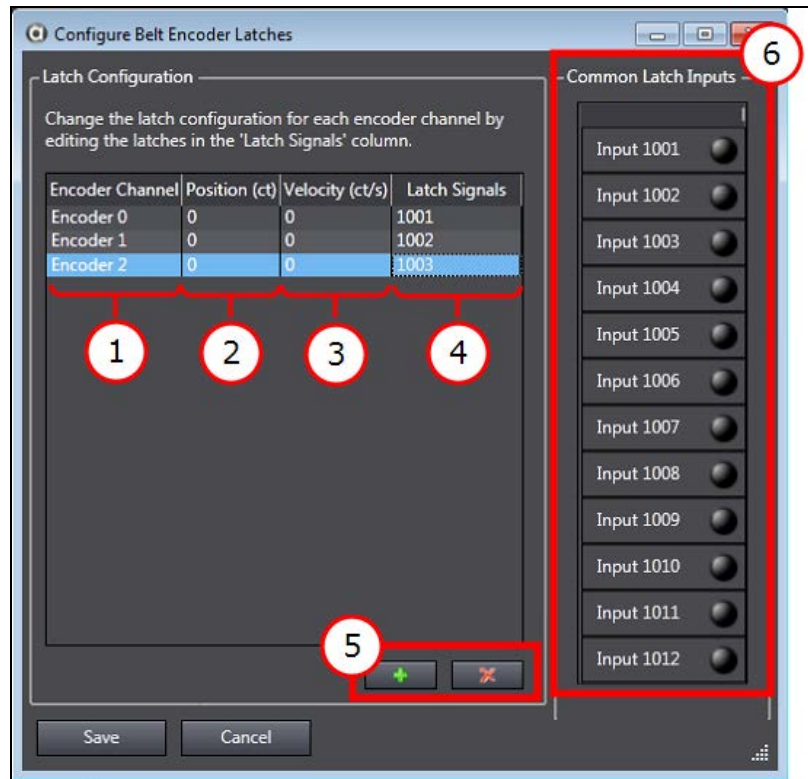 Configure Belt Encoder Latches
6
Latch Configuration
Change the latch configuration for each encoder channel by
editing the latches in the 'Latch Signals' column.
Encoder Channel Position (ct) Velocity (ct/s) Latch Signals
Encoder 0 0 0 1001
Encoder 1 0 0 1002
Encoder 2 0 0 1003
1 2 3 4
5
Save Cancel
Common Latch Inputs
Input 1001
Input 1002
Input 1003
Input 1004
Input 1005
Input 1006
Input 1007
Input 1008
Input 1009
Input 1010
Input 1011
Input 1012